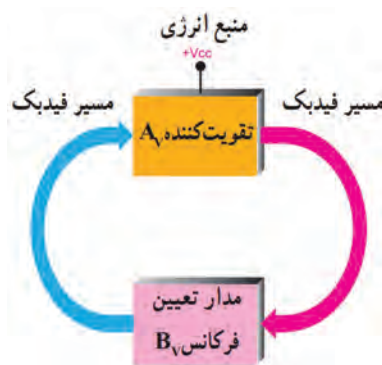 منبع انرژی
+Vcc
مسیر فیدبک
مسیر فیدبک
تقویت‌کننده Av
مدار تعیین
فرکانس Bv